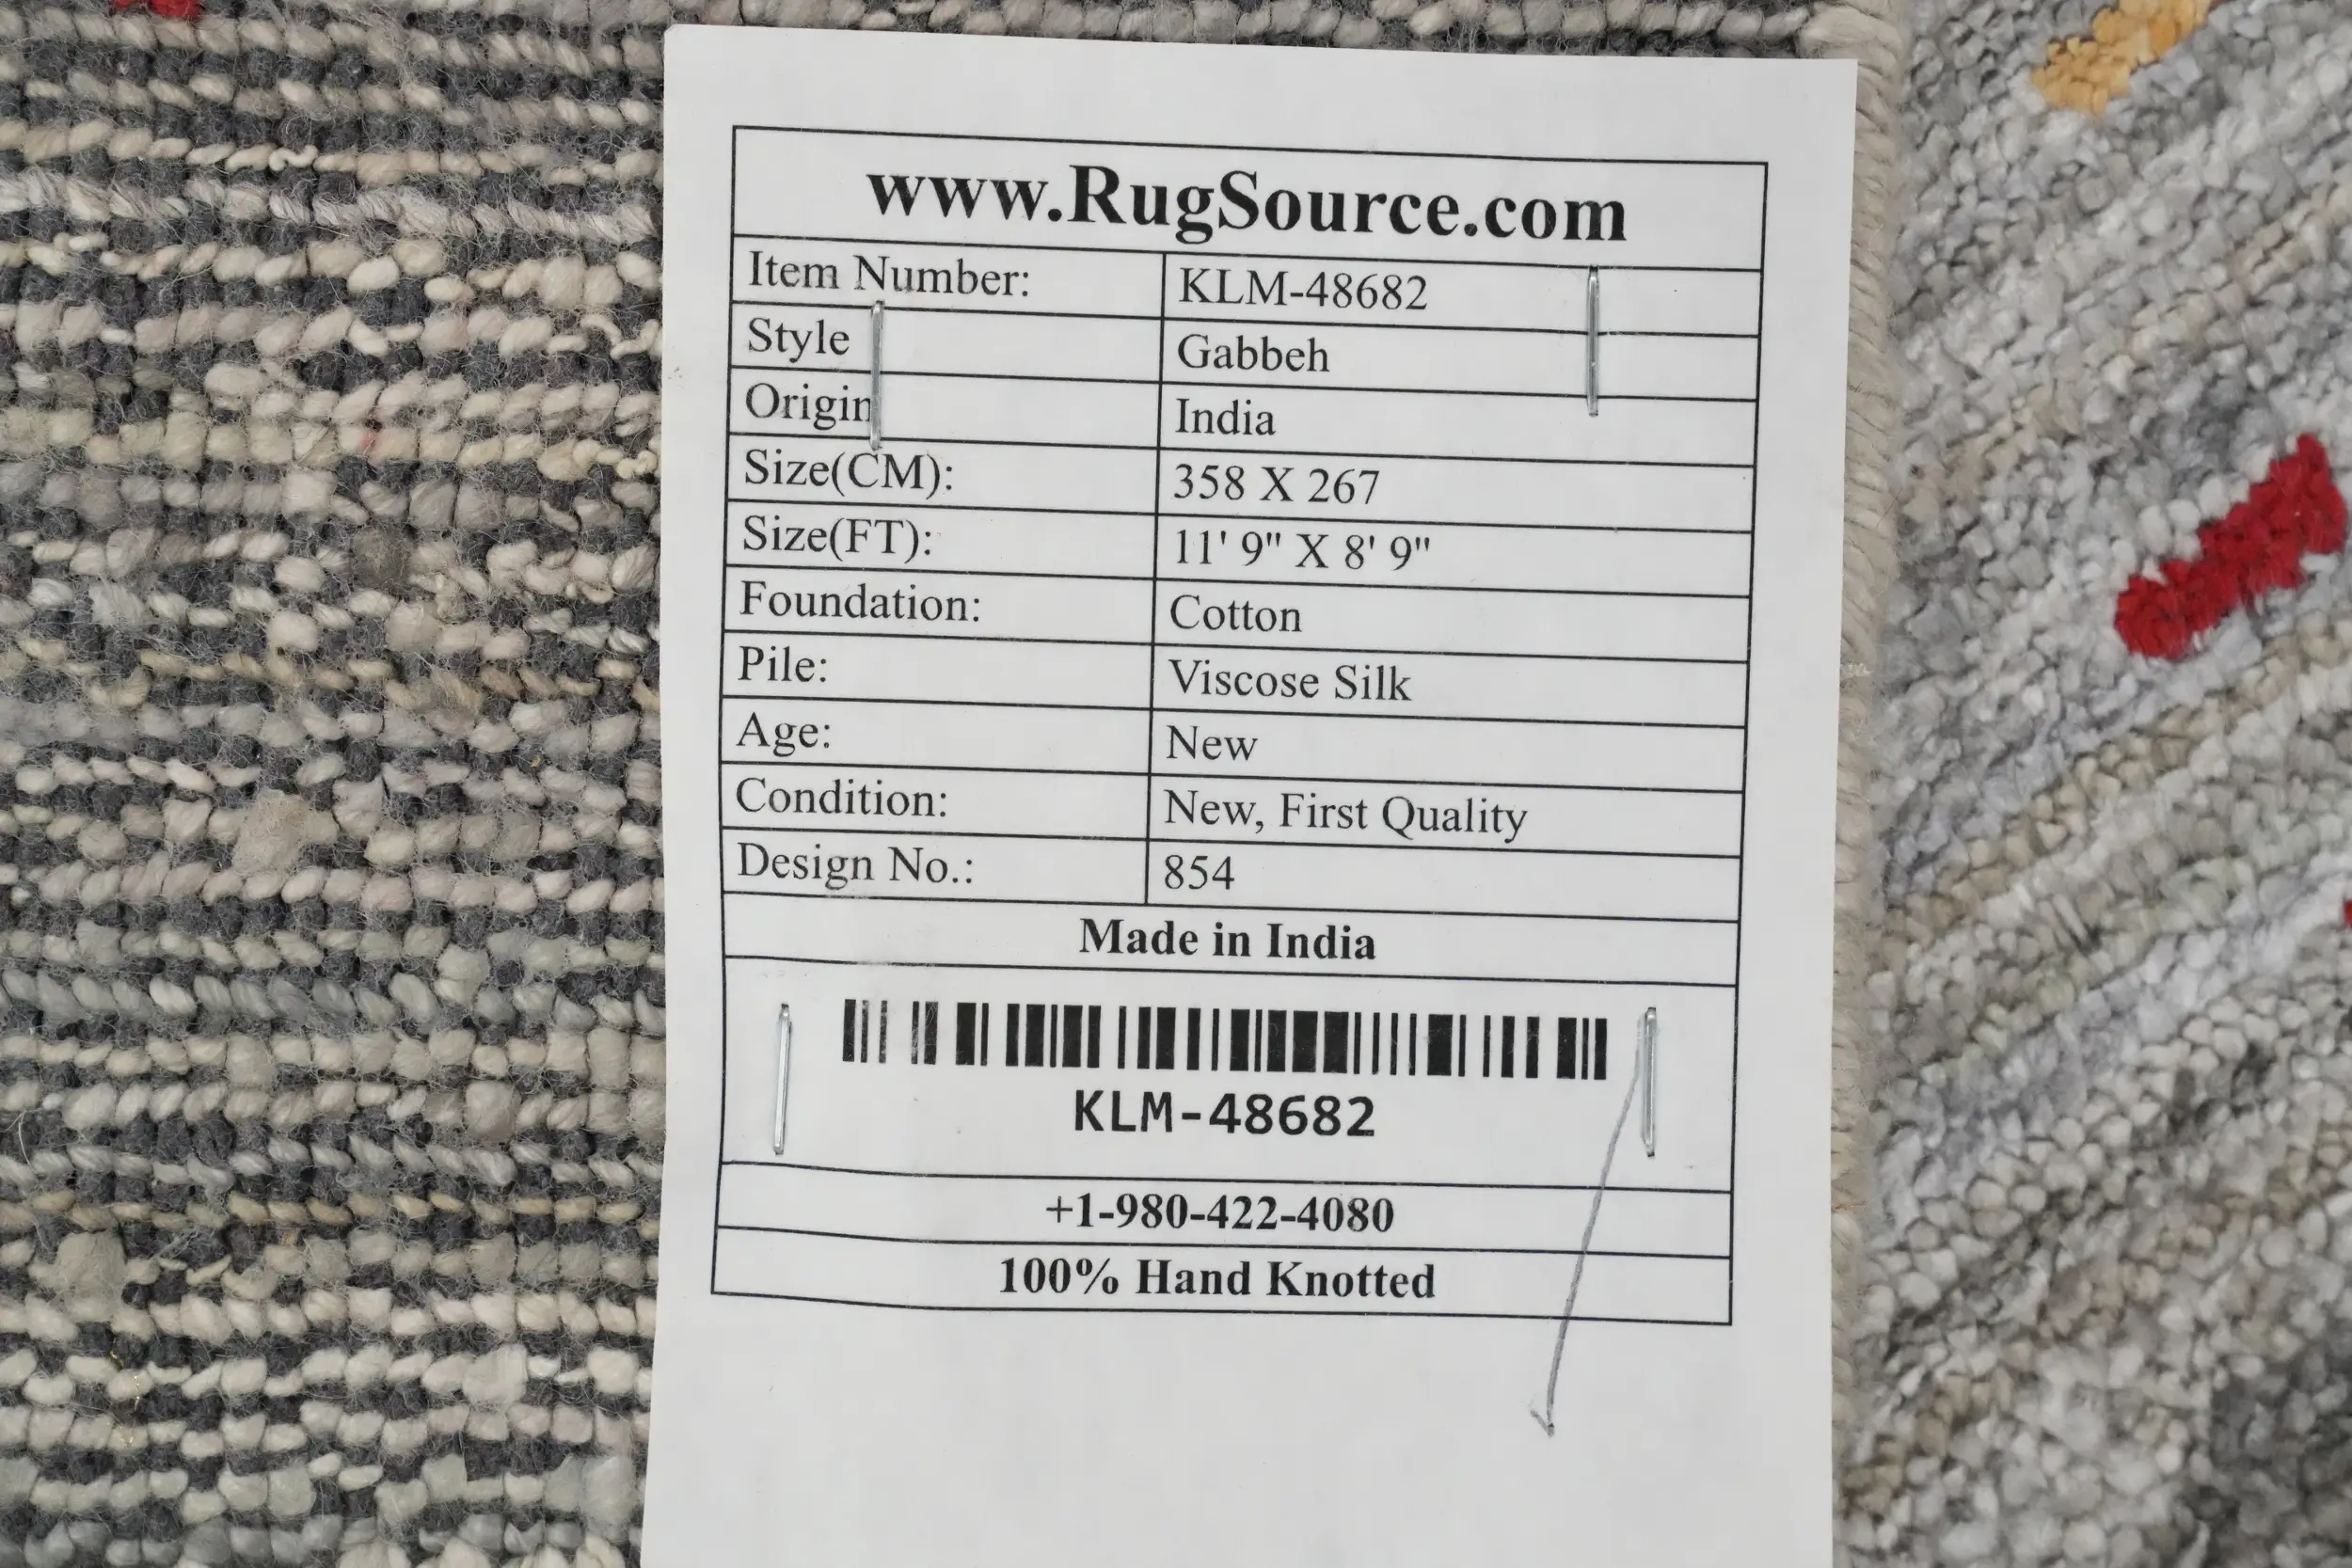 www.RugSource.com
Item Number: KLM-48682
Style Gabbeh
Origin India
Size(CM): 358 X 267
Size(FT): 11' 9" X 8' 9"
Foundation: Cotton
Pile: Viscose Silk
Age: New
Condition: New, First Quality
Design No.: 854
Made in India
KLM-48682
+1-980-422-4080
100% Hand Knotted